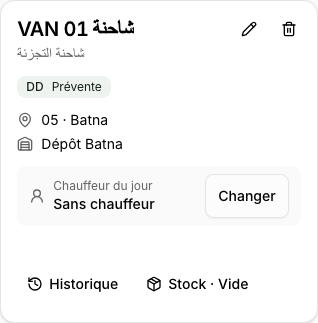 VAN 01 شاحنة
شاحنة التجزئة
DD Prévente
05 · Batna
Dépôt Batna
Chauffeur du jour
Sans chauffeur
Changer
Historique
Stock · Vide